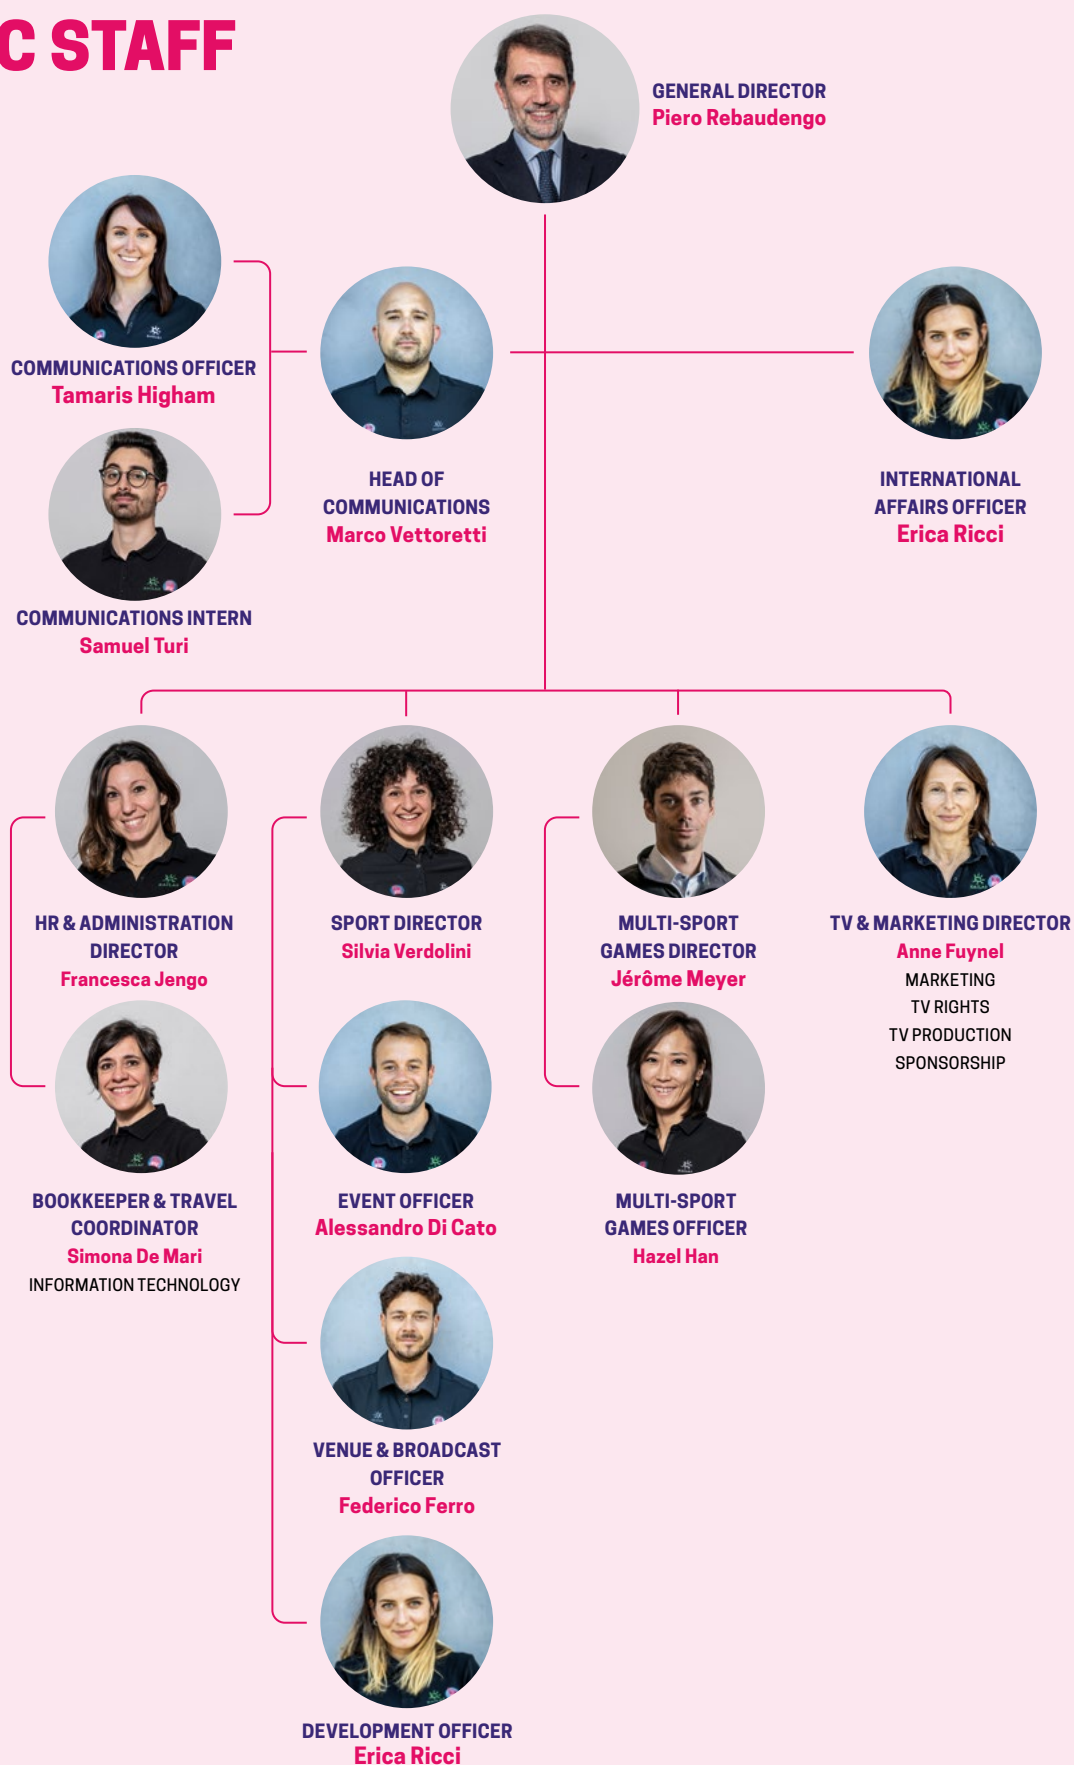 C STAFF
GENERAL DIRECTOR
Piero Rebaudengo
COMMUNICATIONS OFFICER
Tamaris Higham
COMMUNICATIONS INTERN
Samuel Turi
HEAD OF
COMMUNICATIONS
Marco Vettoretti
INTERNATIONAL
AFFAIRS OFFICER
Erica Ricci
HR & ADMINISTRATION
DIRECTOR
Francesca Jengo
BOOKKEEPER & TRAVEL
COORDINATOR
Simona De Mari
INFORMATION TECHNOLOGY
SPORT DIRECTOR
Silvia Verdolini
EVENT OFFICER
Alessandro Di Cato
VENUE & BROADCAST
OFFICER
Federico Ferro
DEVELOPMENT OFFICER
Erica Ricci
MULTI-SPORT
GAMES DIRECTOR
Jérôme Meyer
MULTI-SPORT
GAMES OFFICER
Hazel Han
TV & MARKETING DIRECTOR
Anne Fuynel
MARKETING
TV RIGHTS
TV PRODUCTION
SPONSORSHIP